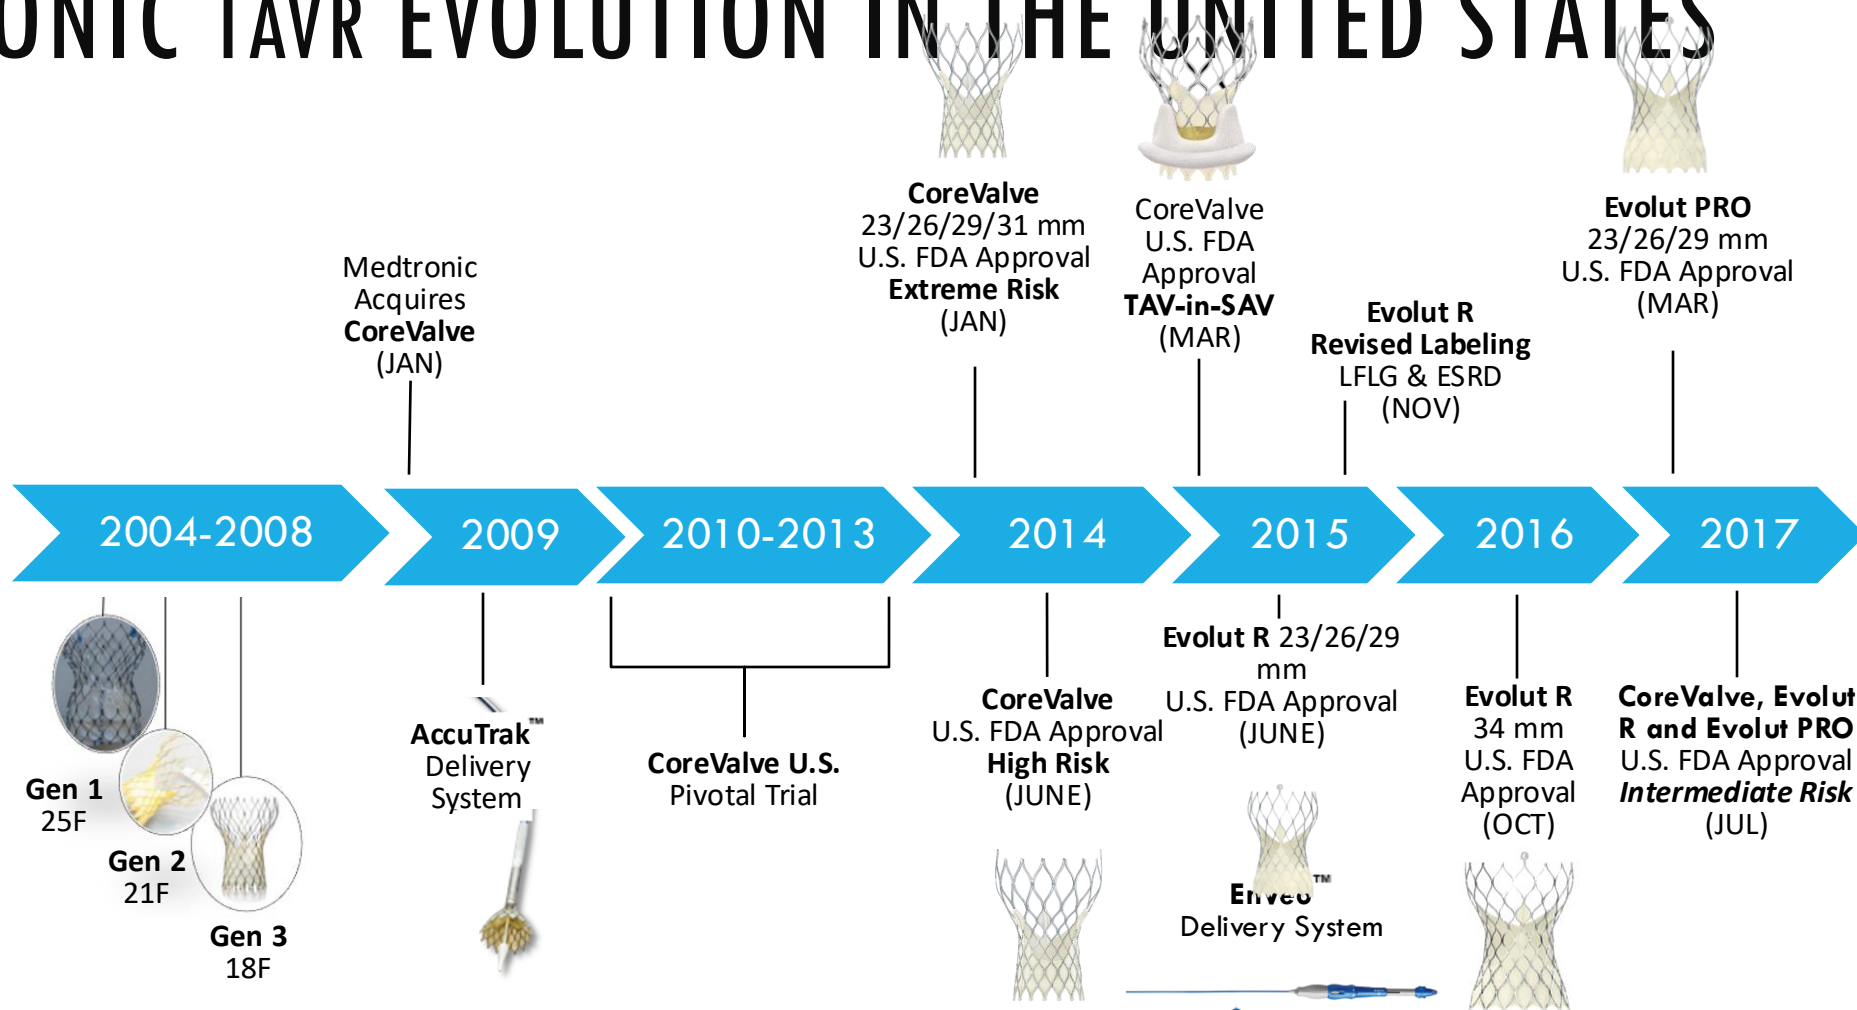 ONIC TAVR EVOLUTION IN THE UNITED STATES
CoreValve
23/26/29/31 mm
U.S. FDA Approval
Extreme Risk
(JAN)
CoreValve
U.S. FDA
Approval
TAV-in-SAV
(MAR)
Evolut PRO
23/26/29 mm
U.S. FDA Approval
(MAR)
Medtronic
Acquires
CoreValve
(JAN)
Evolut R
Revised Labeling
LFLG & ESRD
(NOV)
2004-2008
2009
2010-2013
2014
2015
2016
2017
Gen 1
25F
Gen 2
21F
Gen 3
18F
AccuTrak™
Delivery
System
CoreValve U.S.
Pivotal Trial
CoreValve
U.S. FDA Approval
High Risk
(JUNE)
Evolut R 23/26/29
mm
U.S. FDA Approval
(JUNE)
™
Delivery System
Evolut R
34 mm
U.S. FDA
Approval
(OCT)
CoreValve, Evolut
R and Evolut PRO
U.S. FDA Approval
Intermediate Risk
(JUL)